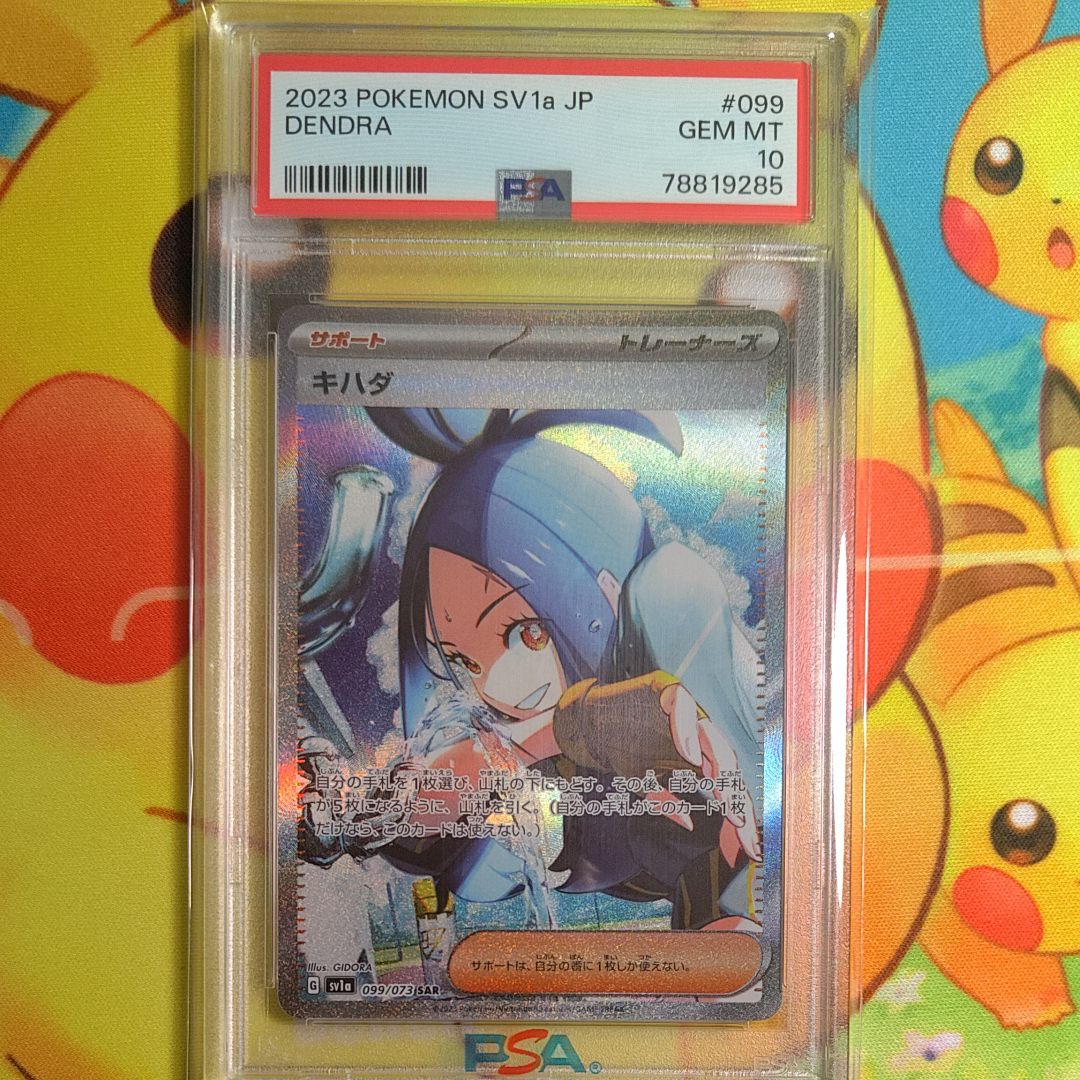 2023 POKEMON SV1a JP #099
DENDRA GEM MT
10
78819285
PSA
サポート トレーナーズ
キハダ
自分の手札を1枚選び、山札の下にもどす。その後、自分の手札
が5枚になるように、山札を引く。(自分の手札がこのカード1枚
だけなら、このカードは使えない。)
サポートは、自分の番に1枚しか使えない。
Illus. GIDORA
G sv1a 099/073 SAR
PSA®